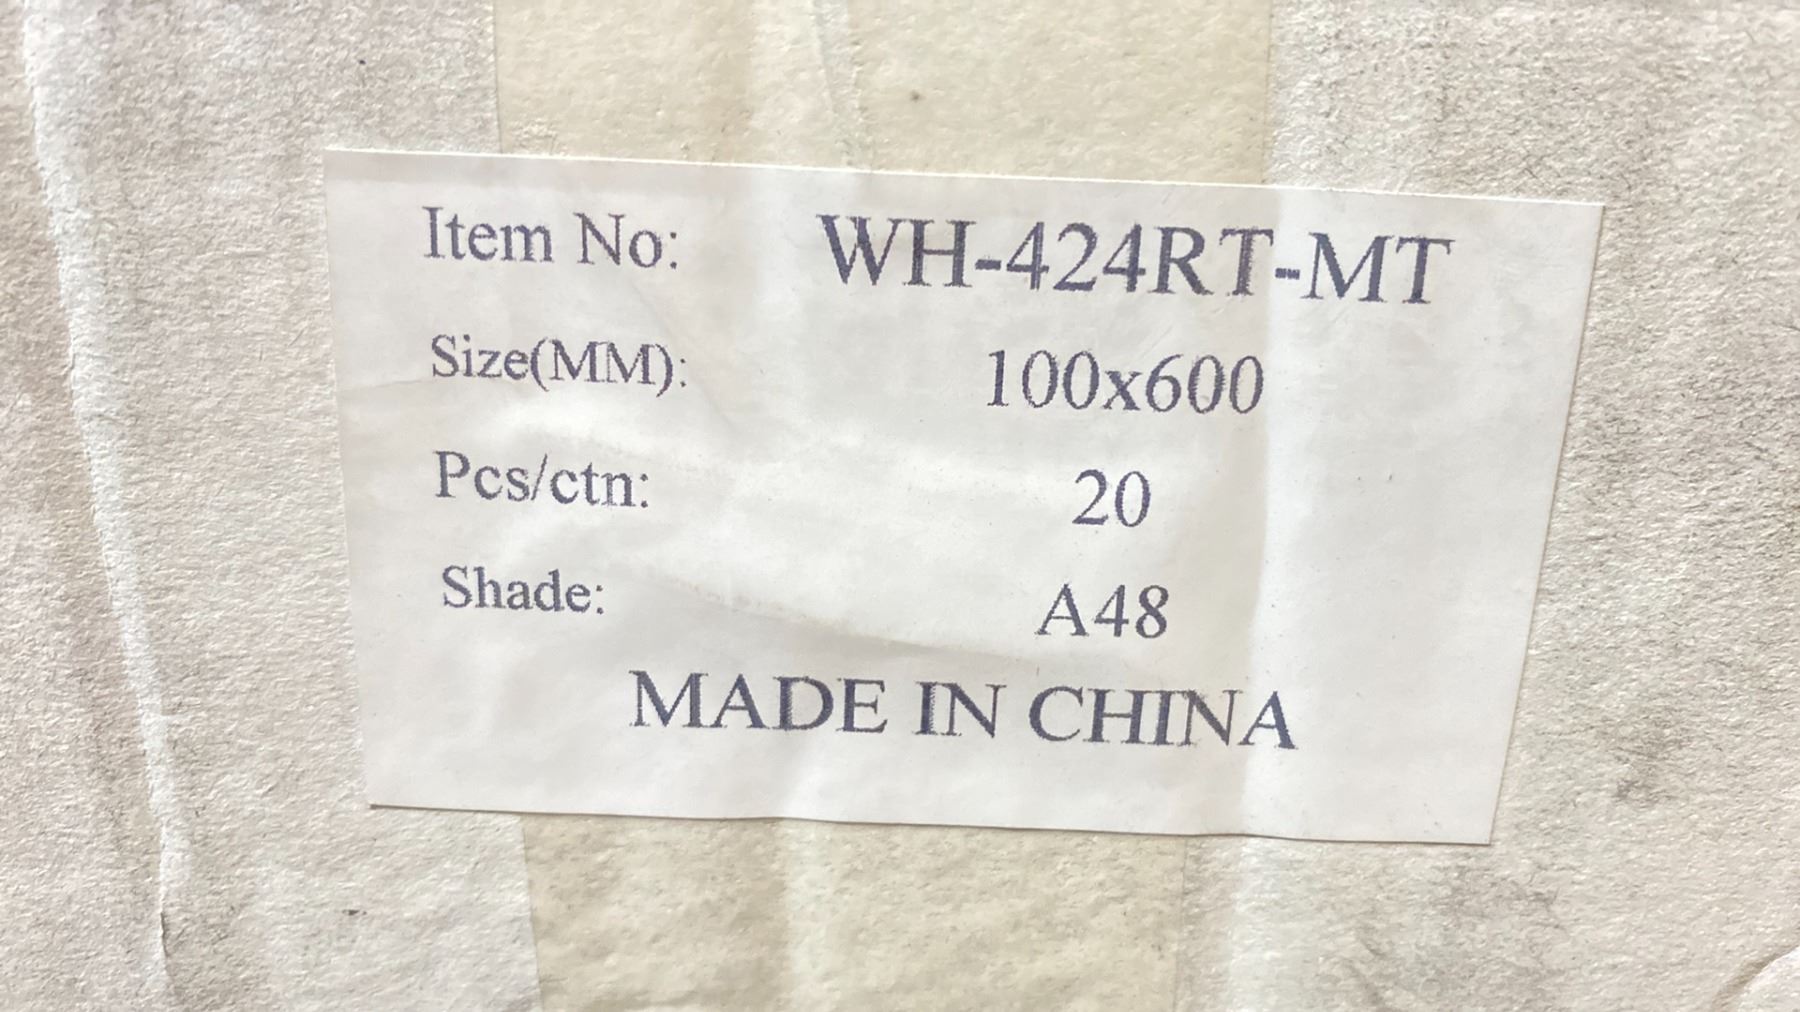 Item No: WH-424RT-MT
Size(MM): 100x600
Pcs/ctn: 20
Shade: A48
MADE IN CHINA